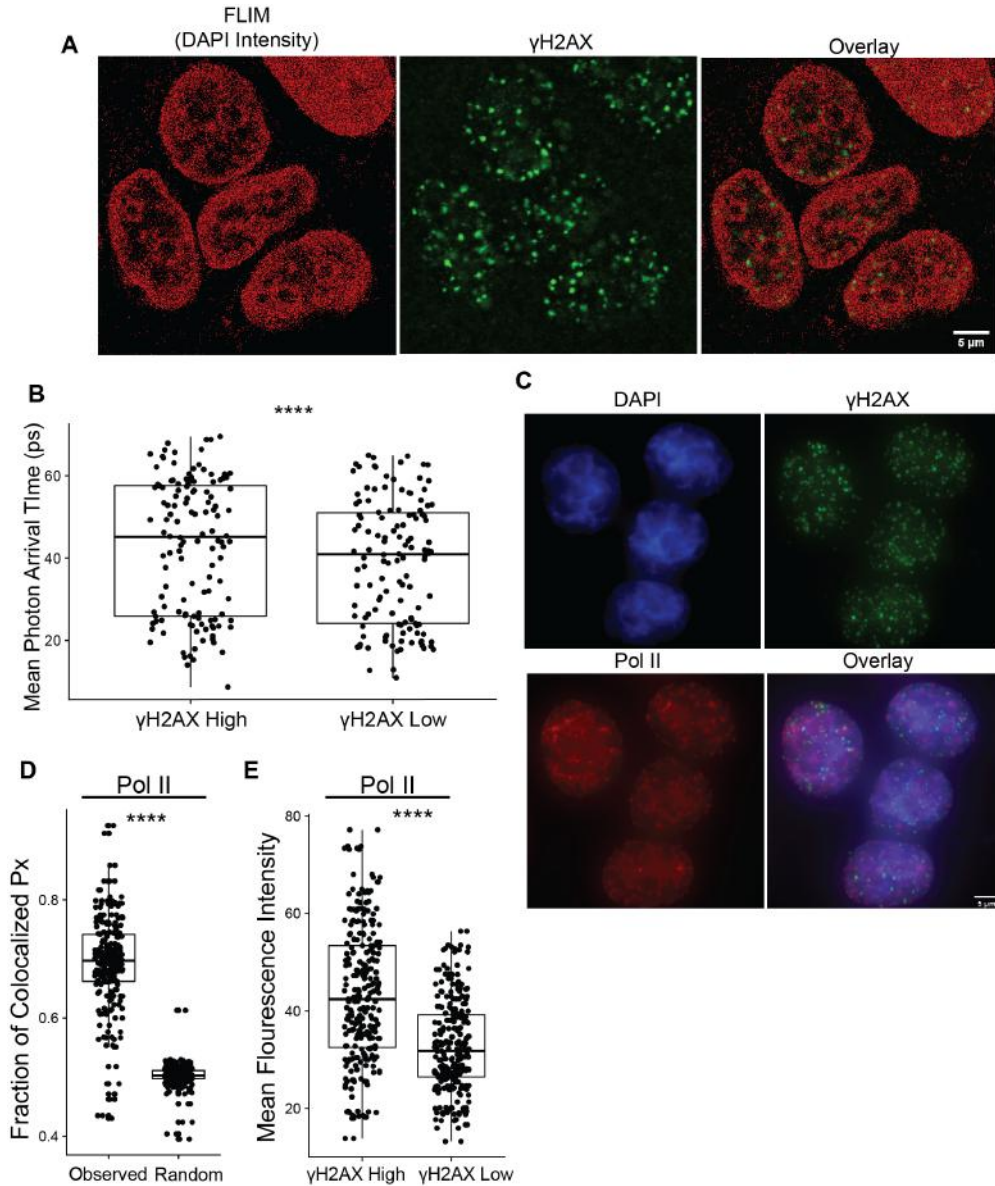 A
FLIM
(DAPI Intensity)
γH2AX
Overlay
5 μm
B
****
Mean Photon Arrival TIme (ps)
60
40
20
γH2AX High
γH2AX Low
C
DAPI
γH2AX
Pol II
Overlay
5 μm
D
Pol II
****
Fraction of Colocalized Px
0.8
0.6
0.4
Observed
Random
E
Pol II
****
Mean Flourescence Intensity
80
60
40
20
γH2AX High
γH2AX Low